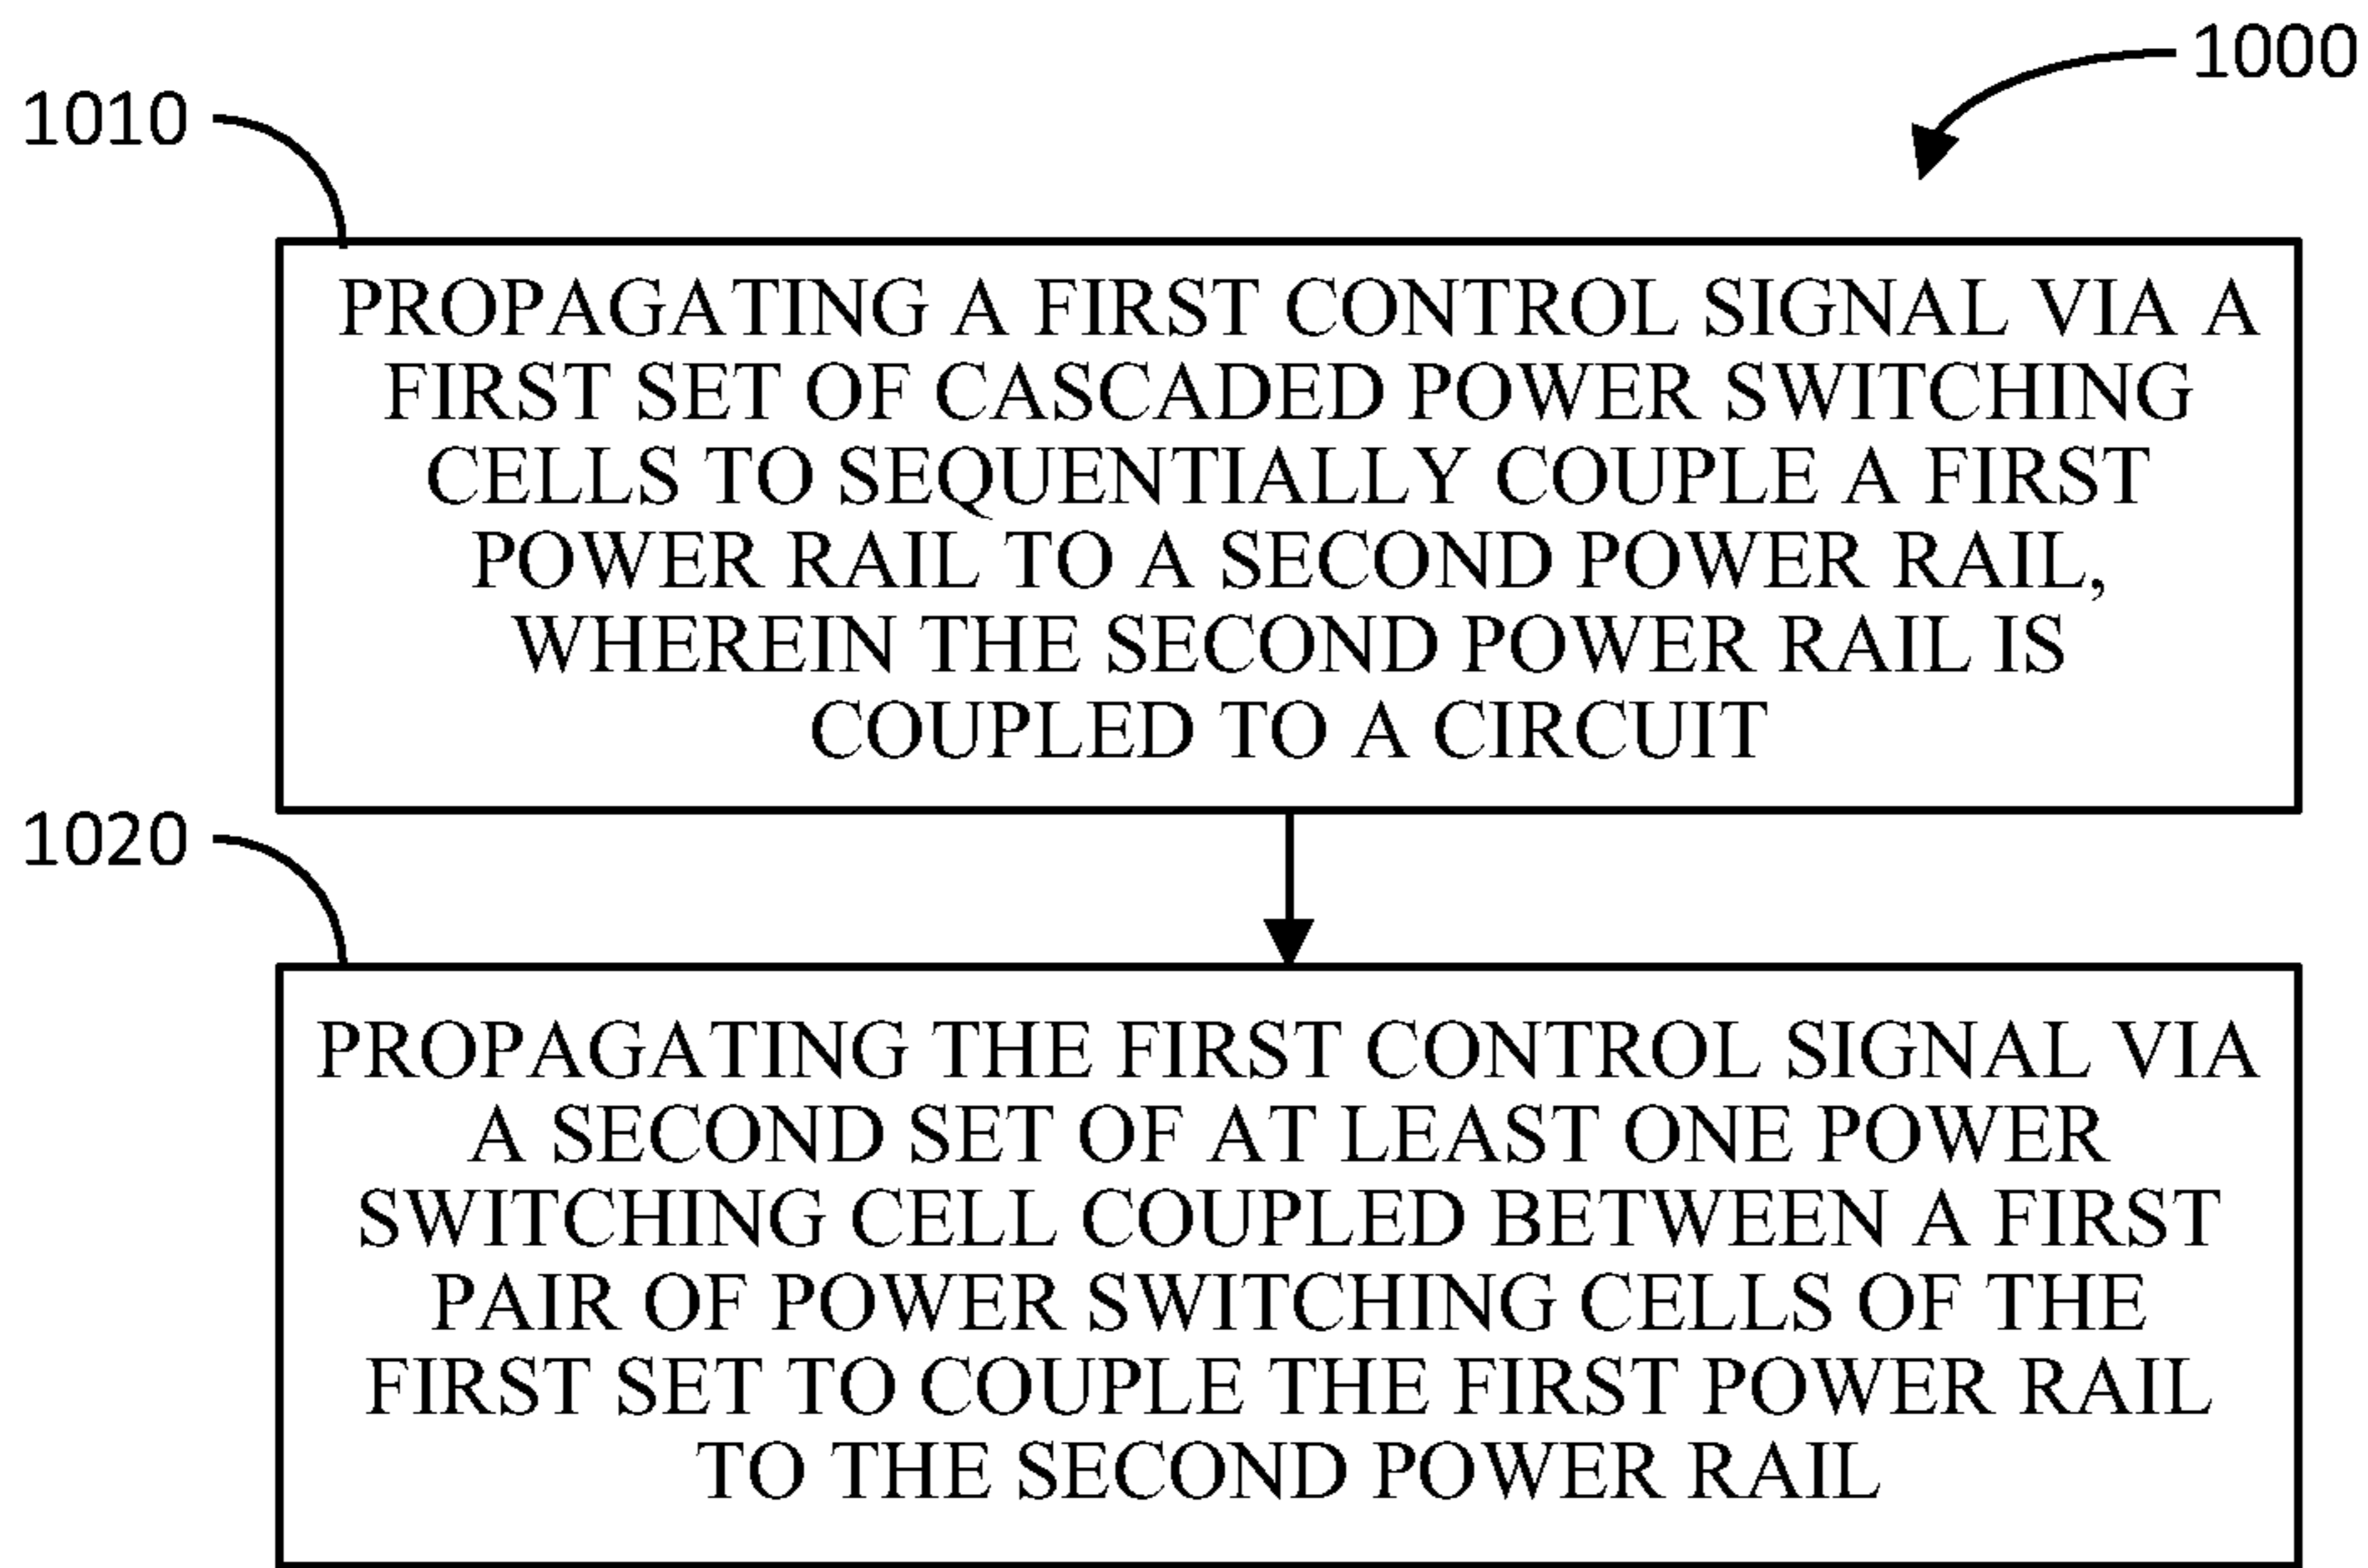 1000
1010
PROPAGATING A FIRST CONTROL SIGNAL VIA A
FIRST SET OF CASCADED POWER SWITCHING
CELLS TO SEQUENTIALLY COUPLE A FIRST
POWER RAIL TO A SECOND POWER RAIL,
WHEREIN THE SECOND POWER RAIL IS
COUPLED TO A CIRCUIT
1020
PROPAGATING THE FIRST CONTROL SIGNAL VIA
A SECOND SET OF AT LEAST ONE POWER
SWITCHING CELL COUPLED BETWEEN A FIRST
PAIR OF POWER SWITCHING CELLS OF THE
FIRST SET TO COUPLE THE FIRST POWER RAIL
TO THE SECOND POWER RAIL